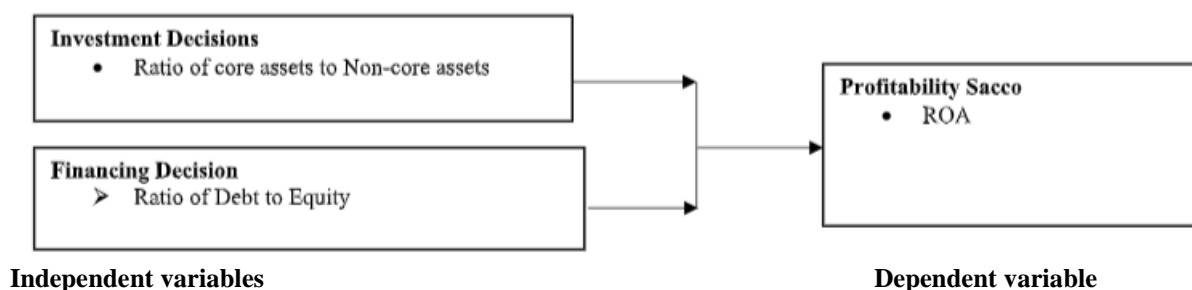 Investment Decisions
• Ratio of core assets to Non-core assets
Profitability Sacco
• ROA
Financing Decision
➢ Ratio of Debt to Equity
Independent variables
Dependent variable